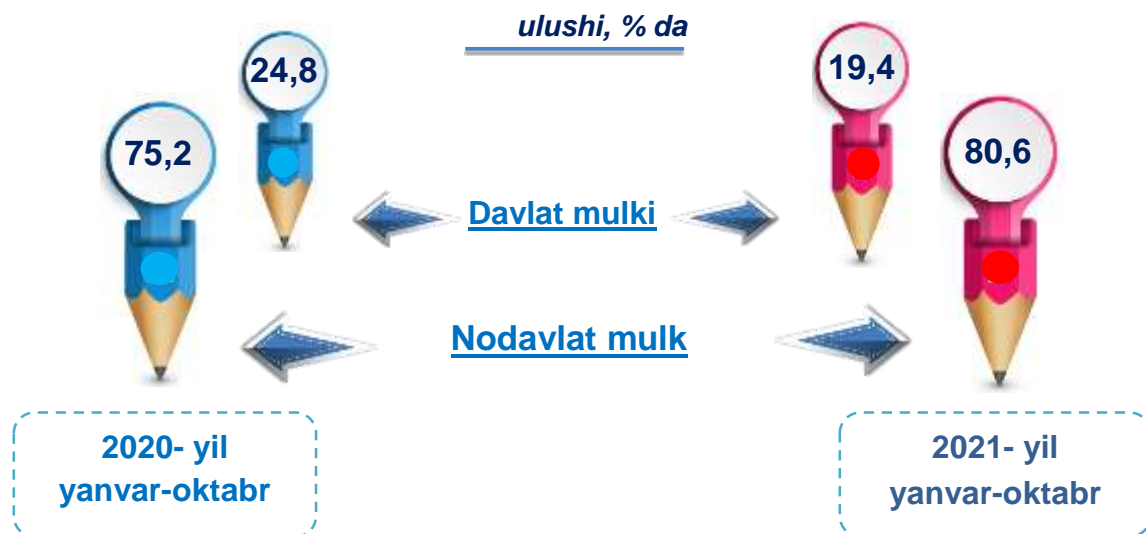 ulushi, % da
24,8
19,4
75,2
80,6
Davlat mulki
Nodavlat mulk
2020- yil
yanvar-oktabr
2021- yil
yanvar-oktabr